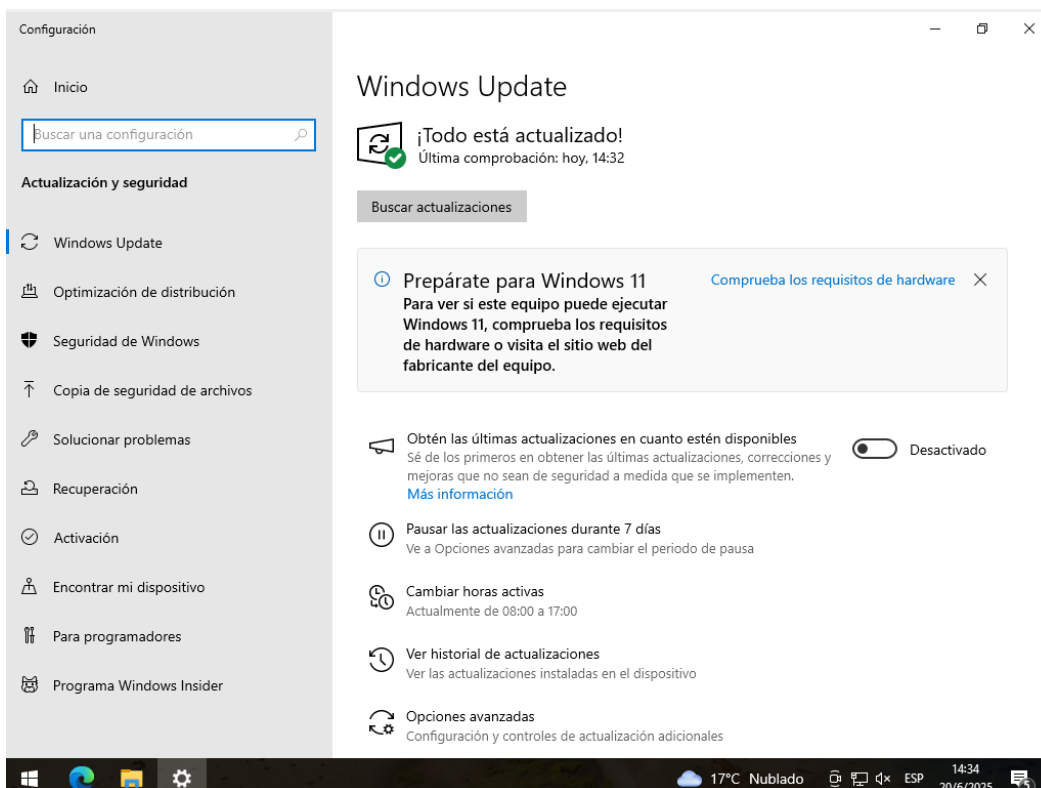 Configuración
Inicio
Buscar una configuración
Actualización y seguridad
Windows Update
Optimización de distribución
Seguridad de Windows
Copia de seguridad de archivos
Solucionar problemas
Recuperación
Activación
Encontrar mi dispositivo
Para programadores
Programa Windows Insider
Windows Update
¡Todo está actualizado!
Última comprobación: hoy, 14:32
Buscar actualizaciones
Prepárate para Windows 11
Comprueba los requisitos de hardware
Para ver si este equipo puede ejecutar
Windows 11, comprueba los requisitos
de hardware o visita el sitio web del
fabricante del equipo.
Obtén las últimas actualizaciones en cuanto estén disponibles
Sé de los primeros en obtener las últimas actualizaciones, correcciones y
mejoras que no sean de seguridad a medida que se implementen.
Más información
Desactivado
Pausar las actualizaciones durante 7 días
Ve a Opciones avanzadas para cambiar el periodo de pausa
Cambiar horas activas
Actualmente de 08:00 a 17:00
Ver historial de actualizaciones
Ver las actualizaciones instaladas en el dispositivo
Opciones avanzadas
Configuración y controles de actualización adicionales
17°C Nublado
ESP
14:34
20/6/2025
5